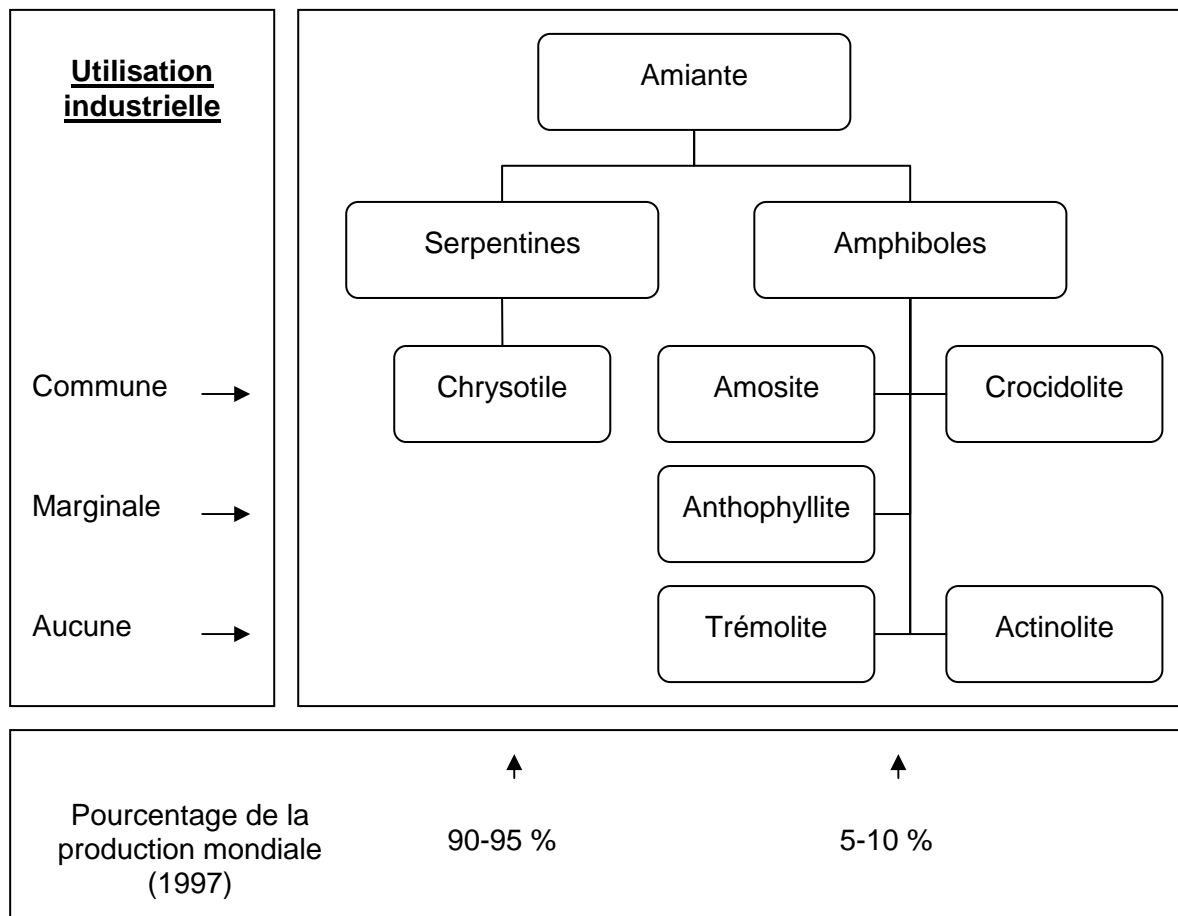 Utilisation
industrielle
Amiante
Serpentines
Amphiboles
Commune
Chrysotile
Amosite
Crocidolite
Marginale
Anthophyllite
Aucune
Trémolite
Actinolite
Pourcentage de la
production mondiale
(1997)
90-95 %
5-10 %